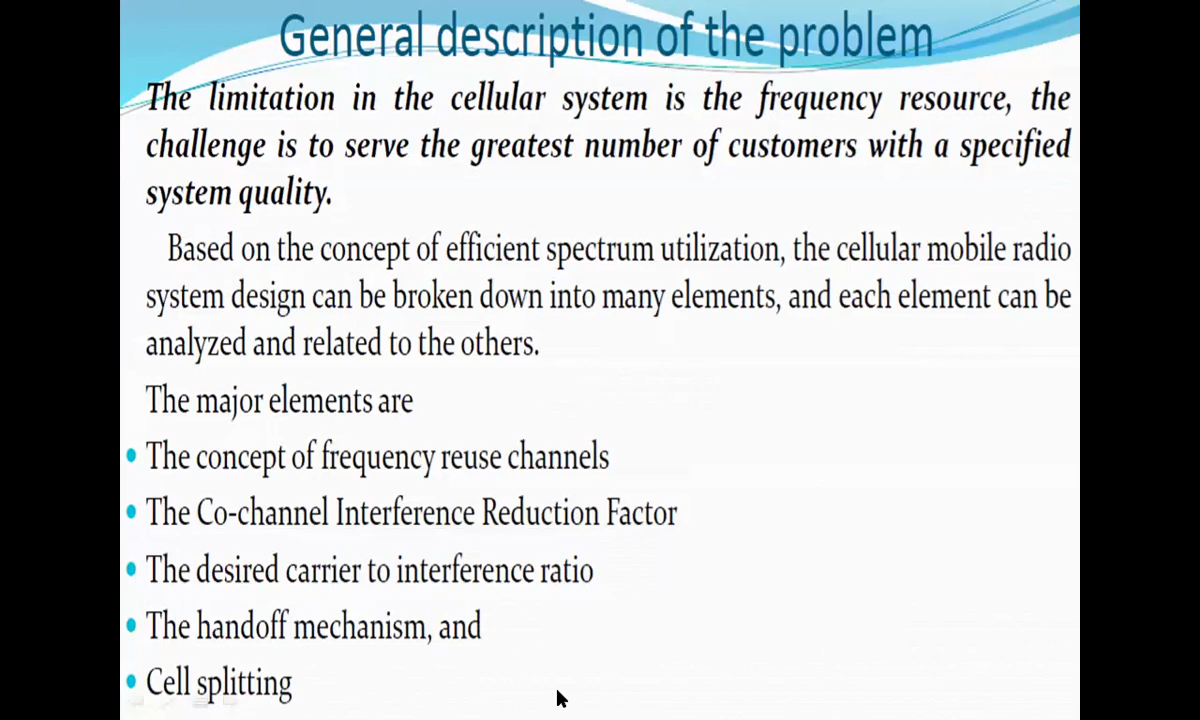 General description of the problem
The limitation in the cellular system is the frequency resource, the
challenge is to serve the greatest number of customers with a specified
system quality.
Based on the concept of efficient spectrum utilization, the cellular mobile radio
system design can be broken down into many elements, and each element can be
analyzed and related to the others.
The major elements are
• The concept of frequency reuse channels
• The Co-channel Interference Reduction Factor
• The desired carrier to interference ratio
• The handoff mechanism, and
• Cell splitting